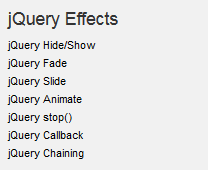 jQuery Effects
jQuery Hide/Show
jQuery Fade
jQuery Slide
jQuery Animate
jQuery stop()
jQuery Callback
jQuery Chaining